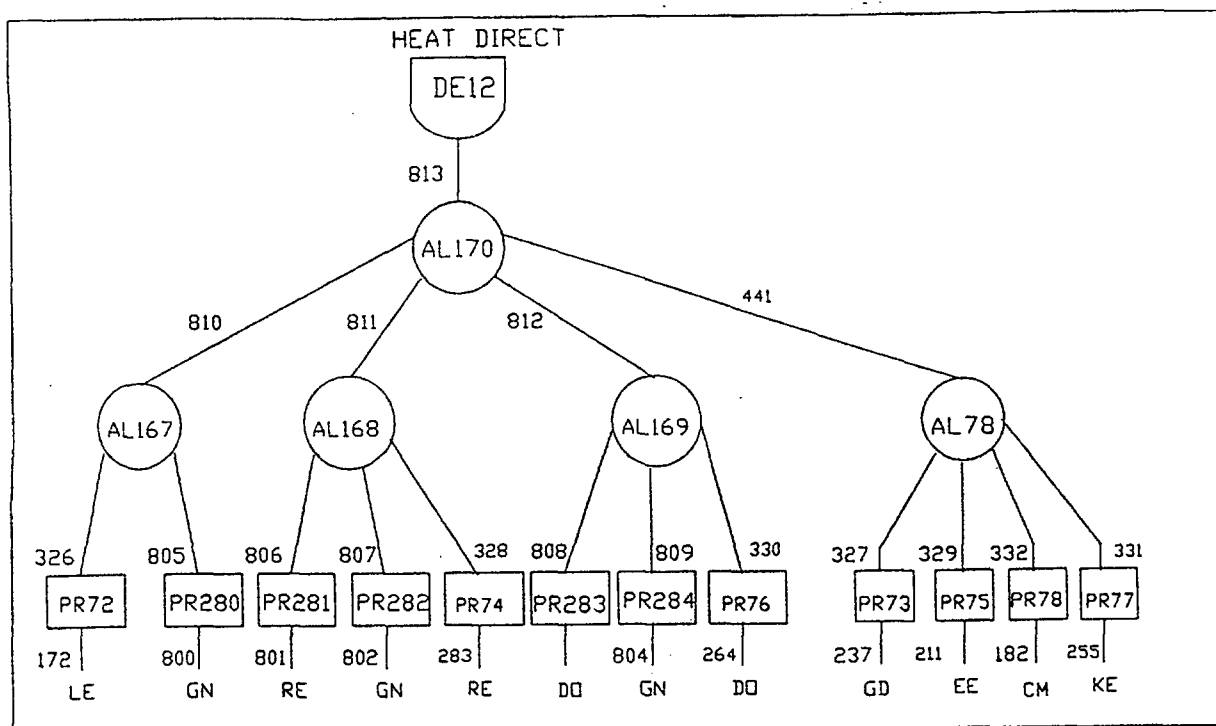 HEAT DIRECT
DE12
813
AL170
810 811 812 441
AL167 AL168 AL169 AL78
326 805 806 807 328 808 809 330 327 329 332 331
PR72 PR280 PR281 PR282 PR74 PR283 PR284 PR76 PR73 PR75 PR78 PR77
172 800 801 802 283 804 264 237 211 182 255
LE GN RE GN RE DO GN DO GD EE CM KE